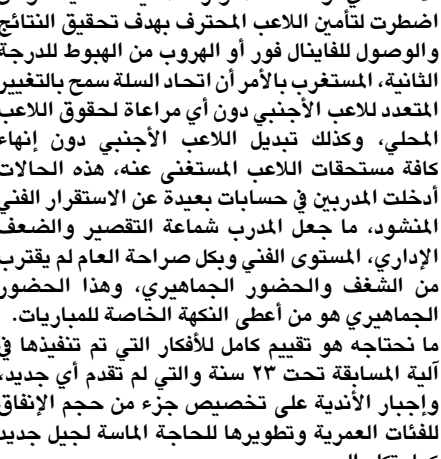 اضطرت لتأمين اللاعب المحترف بهدف تحقيق النتائج
والوصول للفاينال فور أو الهروب من الهبوط للدرجة
الثانية، المستغرب بالأمر أن اتحاد السلة سمح بالتغيير
المتعدد للاعب الأجنبي دون أي مراعاة لحقوق اللاعب
المحلي، وكذلك تبديل اللاعب الأجنبي دون إنهاء
كافة مستحقات اللاعب المستغنى عنه، هذه الحالات
أدخلت المدربين في حسابات بعيدة عن الاستقرار الفني
المنشود، ما جعل المدرب شماعة التقصير والضعف
الإداري، المستوى الفني وبكل صراحة العام لم يقترب
من الشغف والحضور الجماهيري، وهذا الحضور
الجماهيري هو من أعطى النكهة الخاصة للمباريات.
ما نحتاجه هو تقييم كامل للأفكار التي تم تنفيذها في
آلية المسابقة تحت ٢٣ سنة والتي لم تقدم أي جديد،
وإجبار الأندية على تخصيص جزء من حجم الإنفاق
للفئات العمرية وتطويرها للحاجة الماسة لجيل جديد